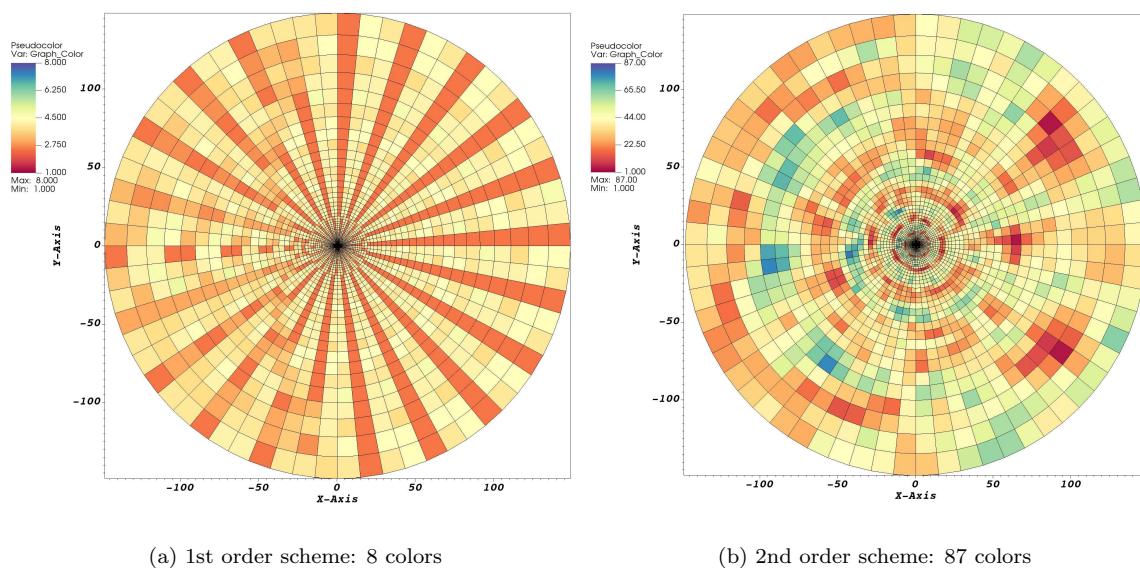 Pseudocolor
Var: Graph_Color
8.000
6.250
4.500
2.750
1.000
Max: 8.000
Min: 1.000
100
50
0
-50
-100
Y-Axis
-100
-50
0
50
100
X-Axis
(a) 1st order scheme: 8 colors
Pseudocolor
Var: Graph_Color
87.00
65.50
44.00
22.50
1.000
Max: 87.00
Min: 1.000
100
50
0
-50
-100
Y-Axis
-100
-50
0
50
100
X-Axis
(b) 2nd order scheme: 87 colors